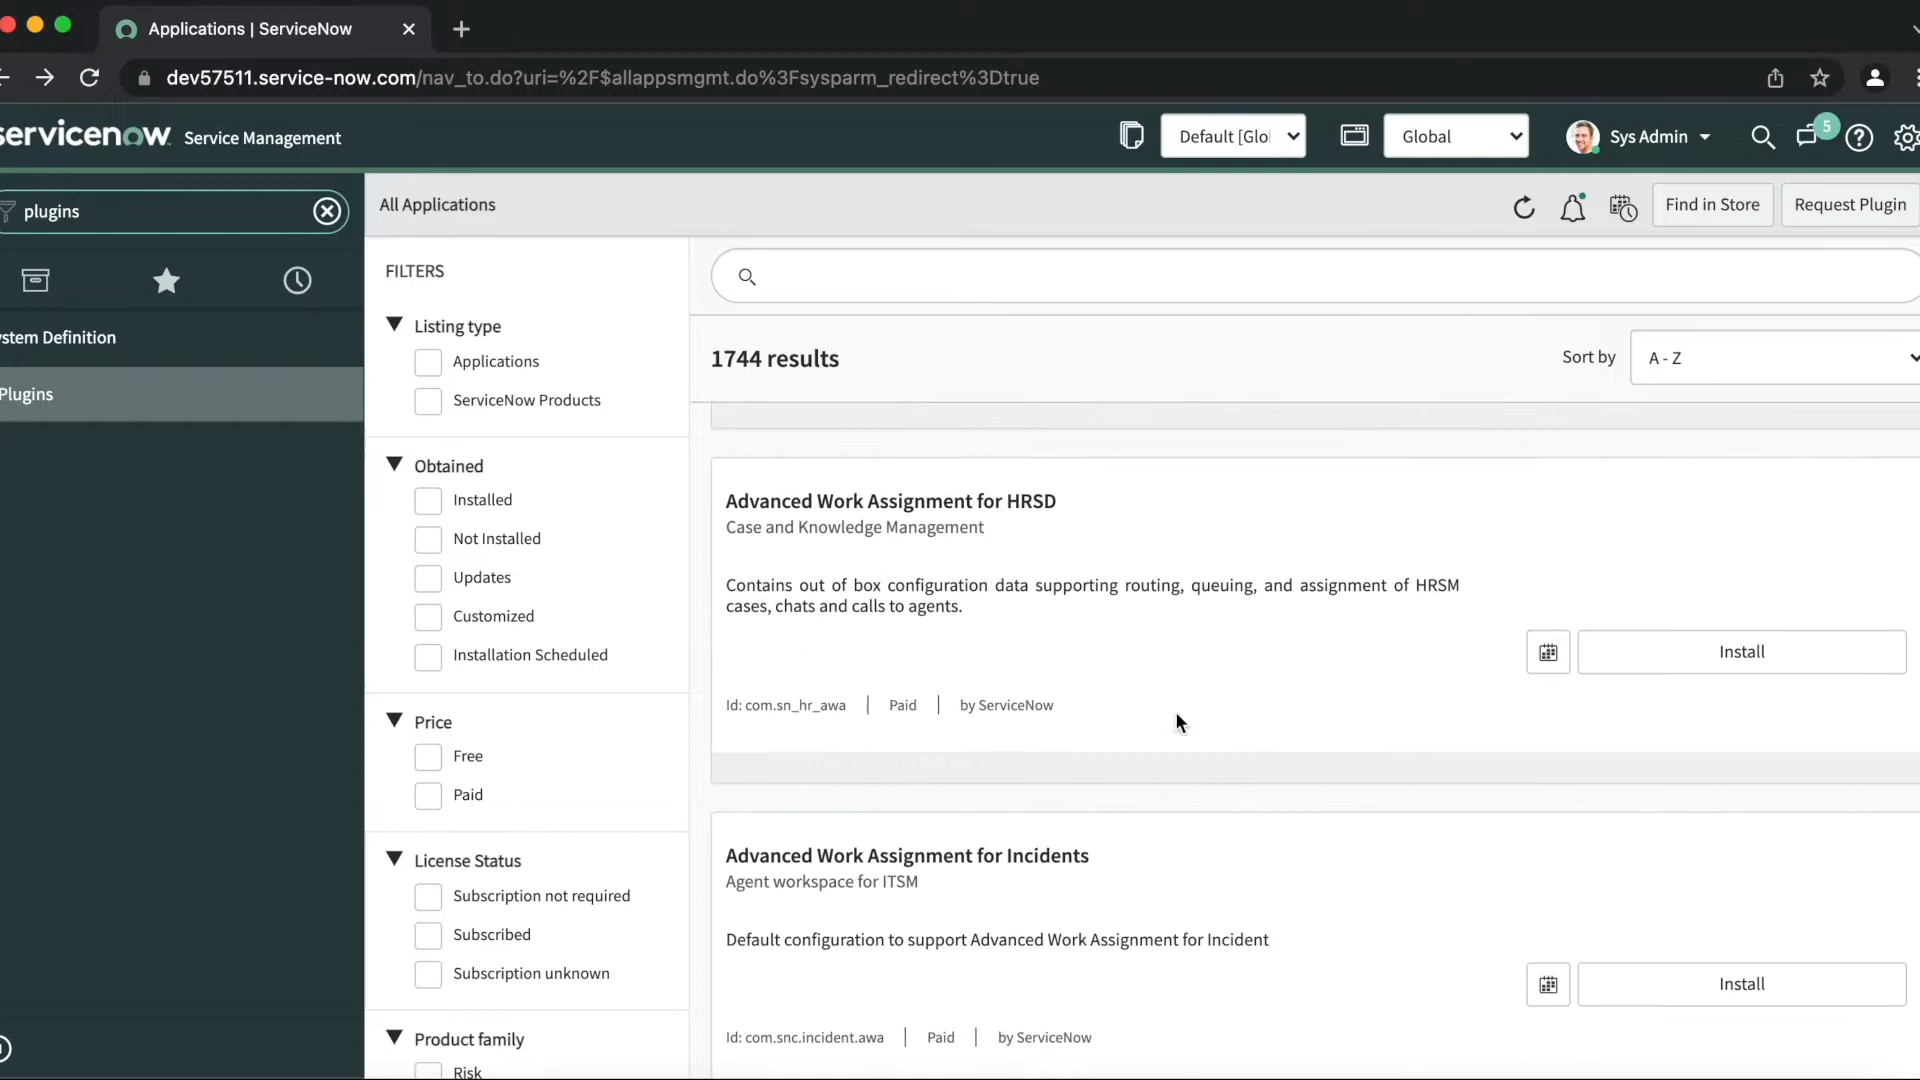 Applications | ServiceNow
dev57511.service-now.com/nav_to.do?uri=%2F$allappsmgmt.do%3Fsysparm_redirect%3Dtrue
servicenow. Service Management
Default [Glo
Global
Sys Admin
5
plugins
All Applications
Find in Store
Request Plugin
ystem Definition
Plugins
FILTERS
Listing type
Applications
ServiceNow Products
Obtained
Installed
Not Installed
Updates
Customized
Installation Scheduled
Price
Free
Paid
License Status
Subscription not required
Subscribed
Subscription unknown
Product family
Risk
1744 results
Sort by
A - Z
Advanced Work Assignment for HRSD
Case and Knowledge Management
Contains out of box configuration data supporting routing, queuing, and assignment of HRSM
cases, chats and calls to agents.
Install
Id: com.sn_hr_awa | Paid | by ServiceNow
Advanced Work Assignment for Incidents
Agent workspace for ITSM
Default configuration to support Advanced Work Assignment for Incident
Install
Id: com.snc.incident.awa | Paid | by ServiceNow